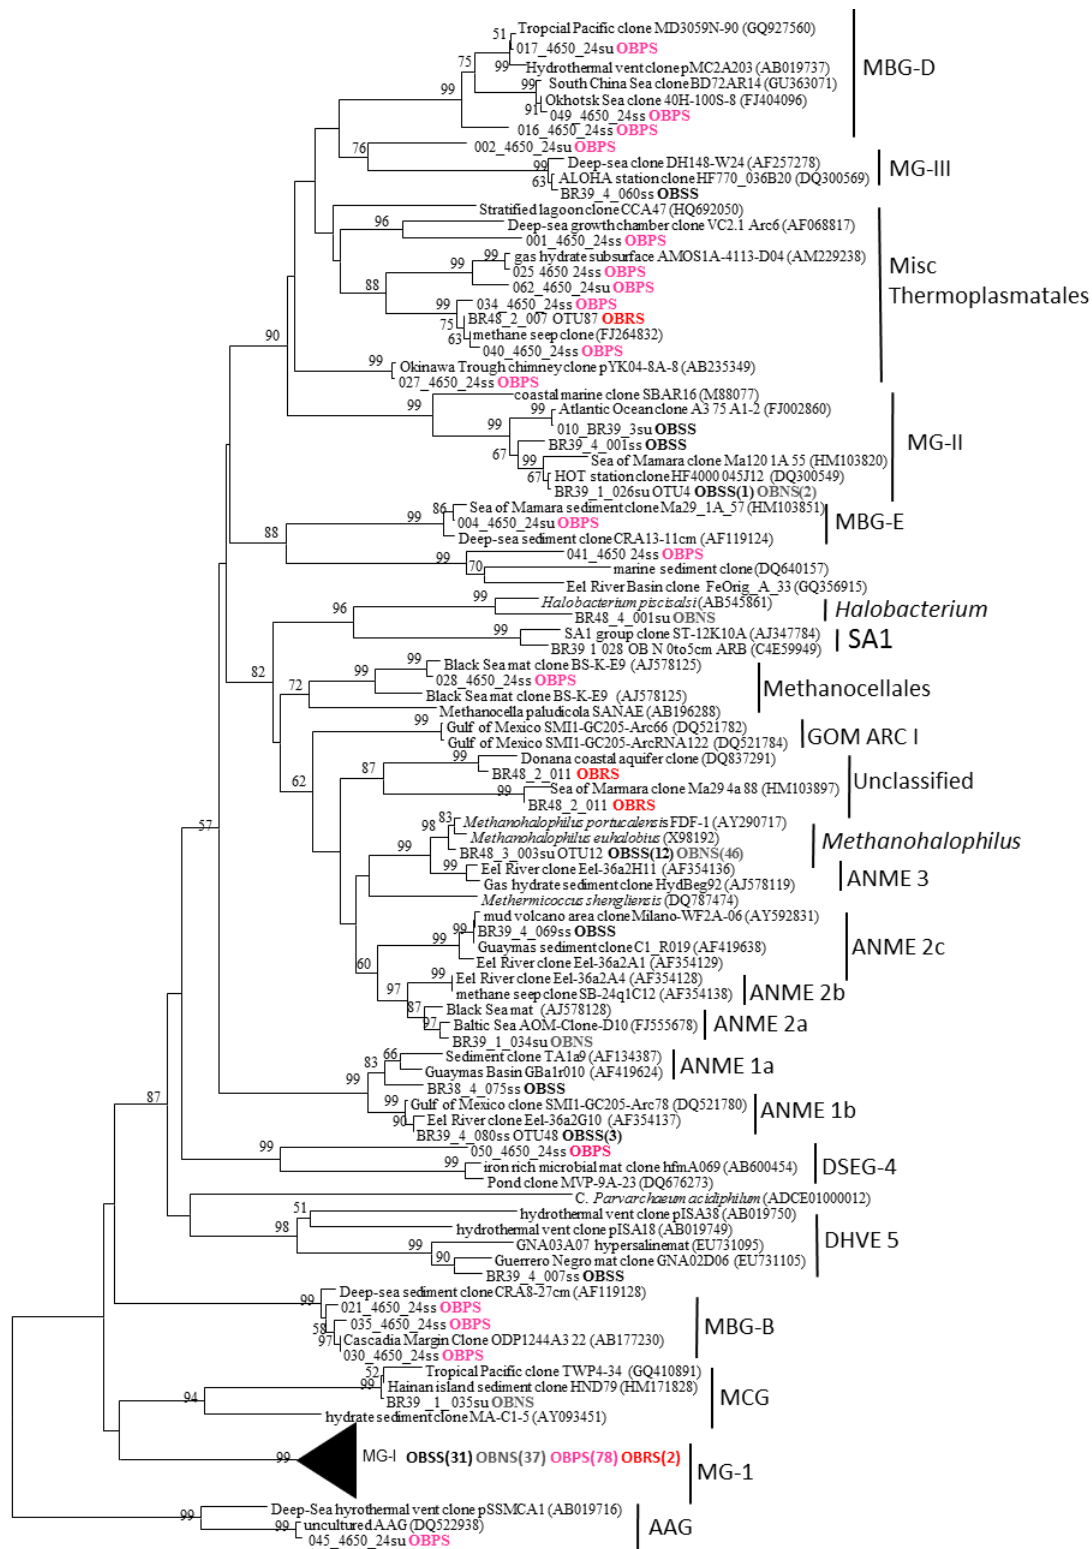 Tropcial Pacific clone MD3059N-90 (GQ927560)
51
017_4650_24su OBPS
75
99
Hydrothermal vent clone pMC2A203 (AB019737)
MBG-D
99
99
South China Sea clone BD72AR14 (GU363071)
Okhotsk Sea clone 40H-100S-8 (FJ404096)
91
049_4650_24ss OBPS
016_4650_24ss OBPS
002_4650_24su OBPS
76
99
Deep-sea clone DH148-W24 (AF257278)
MG-III
63
ALOHA station clone HF770_036B20 (DQ300569)
BR39_4_060ss OBSS
Stratified lagoon clone CCA47 (HQ692050)
96
Deep-sea growth chamber clone VC2.1 Arc6 (AF068817)
001_4650_24ss OBPS
99
99
gas hydrate subsurface AMOS1A-4113-D04 (AM229238)
Misc
025 4650 24ss OBPS
88
062_4650_24su OBPS
Thermoplasmatales
99
034_4650_24ss OBPS
75
BR48_2_007 OTU87 OBRS
63
methane seep clone (FJ264832)
90
040_4650_24ss OBPS
99
Okinawa Trough chimney clone pYK04-8A-8 (AB235349)
027_4650_24ss OBPS
99
coastal marine clone SBAR16 (M88077)
99
99
Atlantic Ocean clone A3 75 A1-2 (FJ002860)
010_BR39_3su OBSS
MG-II
67
BR39_4_001ss OBSS
99
Sea of Mamara clone Ma120 1A 55 (HM103820)
67
HOT station clone HF4000 045J12 (DQ300549)
BR39_1_026su OTU4 OBSS(1) OBNS(2)
99
86
Sea of Mamara sediment clone Ma29_1A_57 (HM103851)
MBG-E
004_4650_24su OBPS
88
Deep-sea sediment clone CRA13-11cm (AF119124)
99
041_4650 24ss OBPS
70
marine sediment clone (DQ640157)
Eel River Basin clone FeOrig_A_33 (GQ356915)
99
Halobacterium piscisalsi (AB545861)
Halobacterium
96
BR48_4_001su OBNS
99
SA1 group clone ST-12K10A (AJ347784)
SA1
BR39 1 028 OB N 0to5cm ARB (C4E59949)
82
99
Black Sea mat clone BS-K-E9 (AJ578125)
72
028_4650_24ss OBPS
Methanocellales
Black Sea mat clone BS-K-E9 (AJ578125)
Methanocella paludicola SANAE (AB196288)
99
Gulf of Mexico SMI1-GC205-Arc66 (DQ521782)
GOM ARC I
Gulf of Mexico SMI1-GC205-ArcRNA122 (DQ521784)
62
99
Donana coastal aquifer clone (DQ837291)
87
BR48_2_011 OBRS
Unclassified
99
Sea of Marmara clone Ma29 4a 88 (HM103897)
BR48_2_011 OBRS
57
98
83
Methanohalophilus portucalensis FDF-1 (AY290717)
Methanohalophilus euhalobius (X98192)
Methanohalophilus
99
BR48_3_003su OTU12 OBSS(12) OBNS(46)
99
Eel River clone Eel-36a2H11 (AF354136)
ANME 3
Gas hydrate sediment clone HydBeg92 (AJ578119)
Methermicoccus shengliensis (DQ787474)
99
99
mud volcano area clone Milano-WF2A-06 (AY592831)
BR39_4_069ss OBSS
ANME 2c
Guaymas sediment clone C1_R019 (AF419638)
60
Eel River clone Eel-36a2A1 (AF354129)
97
99
Eel River clone Eel-36a2A4 (AF354128)
ANME 2b
methane seep clone SB-24q1C12 (AF354138)
87
Black Sea mat (AJ578128)
ANME 2a
97
Baltic Sea AOM-Clone-D10 (FJ555678)
BR39_1_034su OBNS
83
66
Sediment clone TA1a9 (AF134387)
ANME 1a
99
Guaymas Basin GBa1r010 (AF419624)
BR38_4_075ss OBSS
99
Gulf of Mexico clone SMI1-GC205-Arc78 (DQ521780)
ANME 1b
90
Eel River clone Eel-36a2G10 (AF354137)
BR39_4_080ss OTU48 OBSS(3)
87
99
050_4650_24ss OBPS
99
iron rich microbial mat clone hfmA069 (AB600454)
DSEG-4
Pond clone MVP-9A-23 (DQ676273)
C. Parvarchaeum acidiphilum (ADCE01000012)
51
hydrothermal vent clone pISA38 (AB019750)
98
hydrothermal vent clone pISA18 (AB019749)
99
GNA03A07 hypersaline mat (EU731095)
DHVE 5
90
Guerrero Negro mat clone GNA02D06 (EU731105)
BR39_4_007ss OBSS
99
Deep-sea sediment clone CRA8-27cm (AF119128)
021_4650_24ss OBPS
58
035_4650_24ss OBPS
MBG-B
97
Cascadia Margin Clone ODP1244A3 22 (AB177230)
030_4650_24ss OBPS
52
Tropical Pacific clone TWP4-34 (GQ410891)
99
Hainan island sediment clone HND79 (HM171828)
MCG
94
BR39 _1_035su OBNS
hydrate sediment clone MA-C1-5 (AY093451)
99
MG-I OBSS(31) OBNS(37) OBPS(78) OBRS(2)
MG-1
99
Deep-Sea hyrothermal vent clone pSSMCA1 (AB019716)
99
uncultured AAG (DQ522938)
AAG
045_4650_24su OBPS